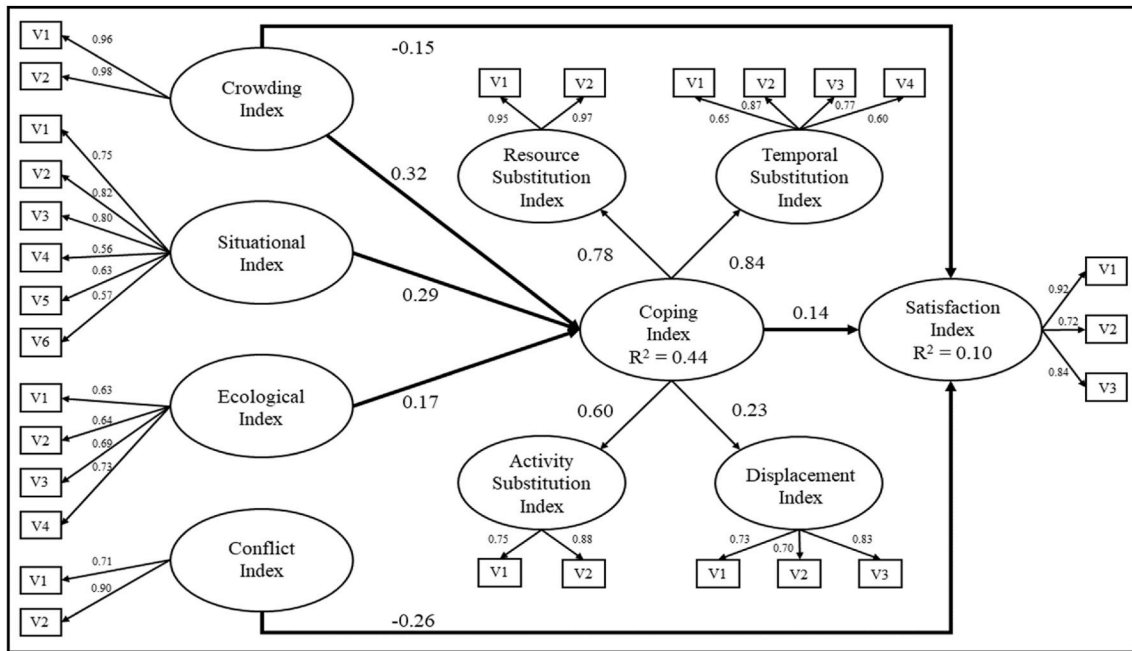 V1
0.96
V2
0.98
Crowding
Index
-0.15
V1
0.75
V2
0.82
V3
0.80
V4
0.56
V5
0.63
V6
0.57
Situational
Index
0.32
0.29
V1
0.63
V2
0.64
V3
0.69
V4
0.73
Ecological
Index
0.17
V1
0.71
V2
0.90
Conflict
Index
-0.26
V1
V2
0.95
0.97
Resource
Substitution
Index
0.78
V1
V2
V3
V4
0.65
0.87
0.77
0.60
Temporal
Substitution
Index
0.84
Coping
Index
R² = 0.44
0.14
0.60
0.23
Activity
Substitution
Index
0.75
0.88
V1
V2
Displacement
Index
0.73
0.70
0.83
V1
V2
V3
Satisfaction
Index
R² = 0.10
0.92
V1
0.72
V2
0.84
V3